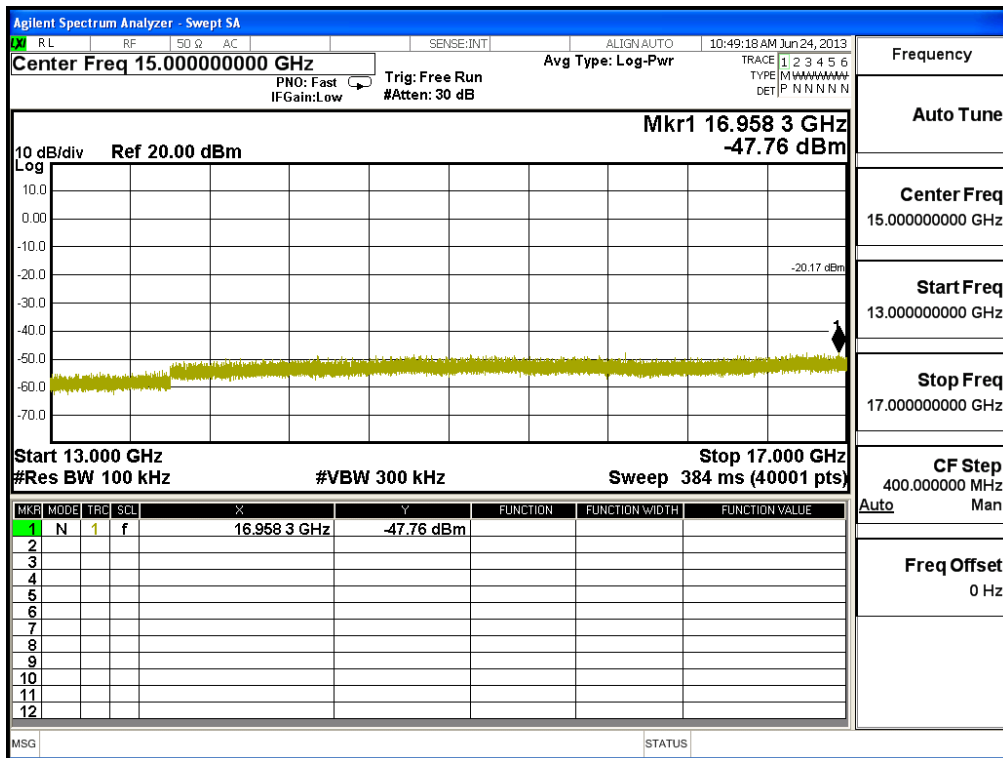 Agilent Spectrum Analyzer - Swept SA
LXI RL RF 50 Ω AC SENSE:INT ALIGNAUTO 10:49:18 AM Jun 24, 2013
Center Freq 15.000000000 GHz
PNO: Fast
IFGain:Low
Trig: Free Run
#Atten: 30 dB
Avg Type: Log-Pwr
TRACE 1 2 3 4 5 6
TYPE M
DET P N N N N N
Mkr1 16.958 3 GHz
-47.76 dBm
10 dB/div Ref 20.00 dBm
Log
10.0
0.00
-10.0
-20.0
-30.0
-40.0
-50.0
-60.0
-70.0
-20.17 dBm
1
Start 13.000 GHz Stop 17.000 GHz
#Res BW 100 kHz #VBW 300 kHz Sweep 384 ms (40001 pts)
MKR MODE TRC SCL X Y FUNCTION FUNCTION WIDTH FUNCTION VALUE
1 N 1 f 16.958 3 GHz -47.76 dBm
2
3
4
5
6
7
8
9
10
11
12
MSG STATUS
Frequency
Auto Tune
Center Freq
15.000000000 GHz
Start Freq
13.000000000 GHz
Stop Freq
17.000000000 GHz
CF Step
400.000000 MHz
Auto Man
Freq Offset
0 Hz